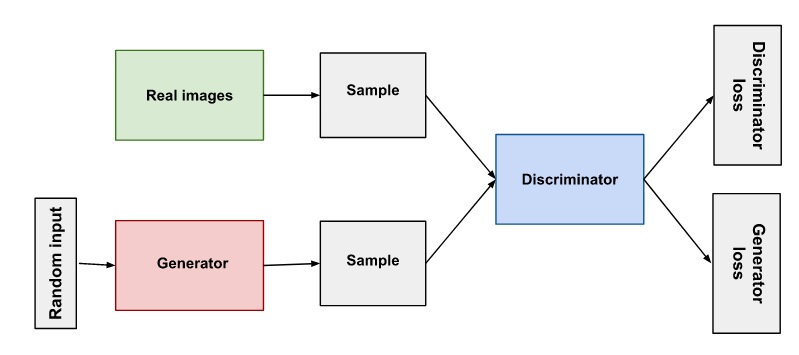 Real images
Sample
Discriminator
loss
Discriminator
Random input
Generator
Sample
Generator
loss